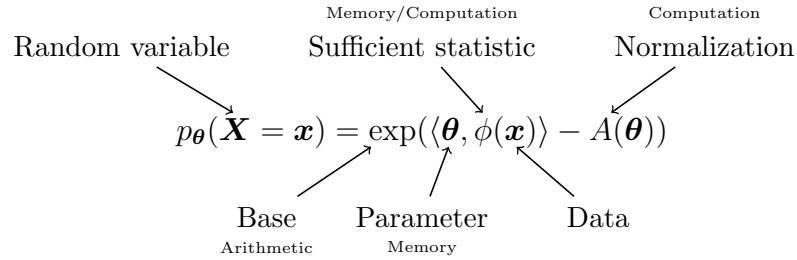 Memory/Computation Computation
Random variable Sufficient statistic Normalization
p_θ(X = x) = exp(⟨θ, ϕ(x)⟩ − A(θ))
Base Parameter Data
Arithmetic Memory